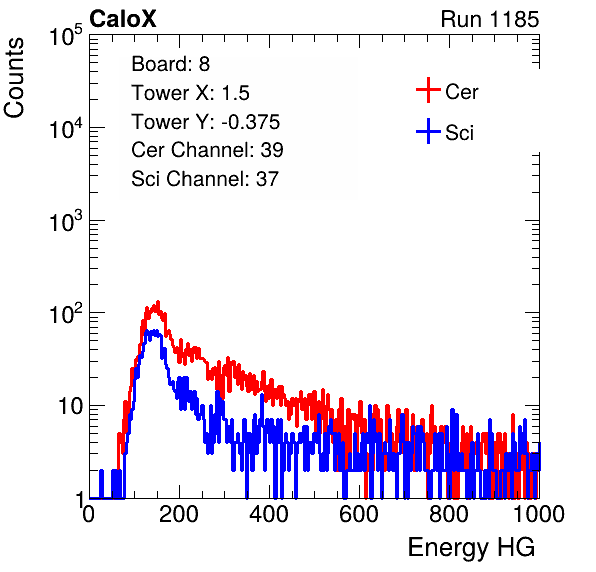 CaloX Run 1185
Counts
10^5
10^4
10^3
10^2
10
1
Board: 8
Tower X: 1.5
Tower Y: -0.375
Cer Channel: 39
Sci Channel: 37
Cer
Sci
0 200 400 600 800 1000
Energy HG